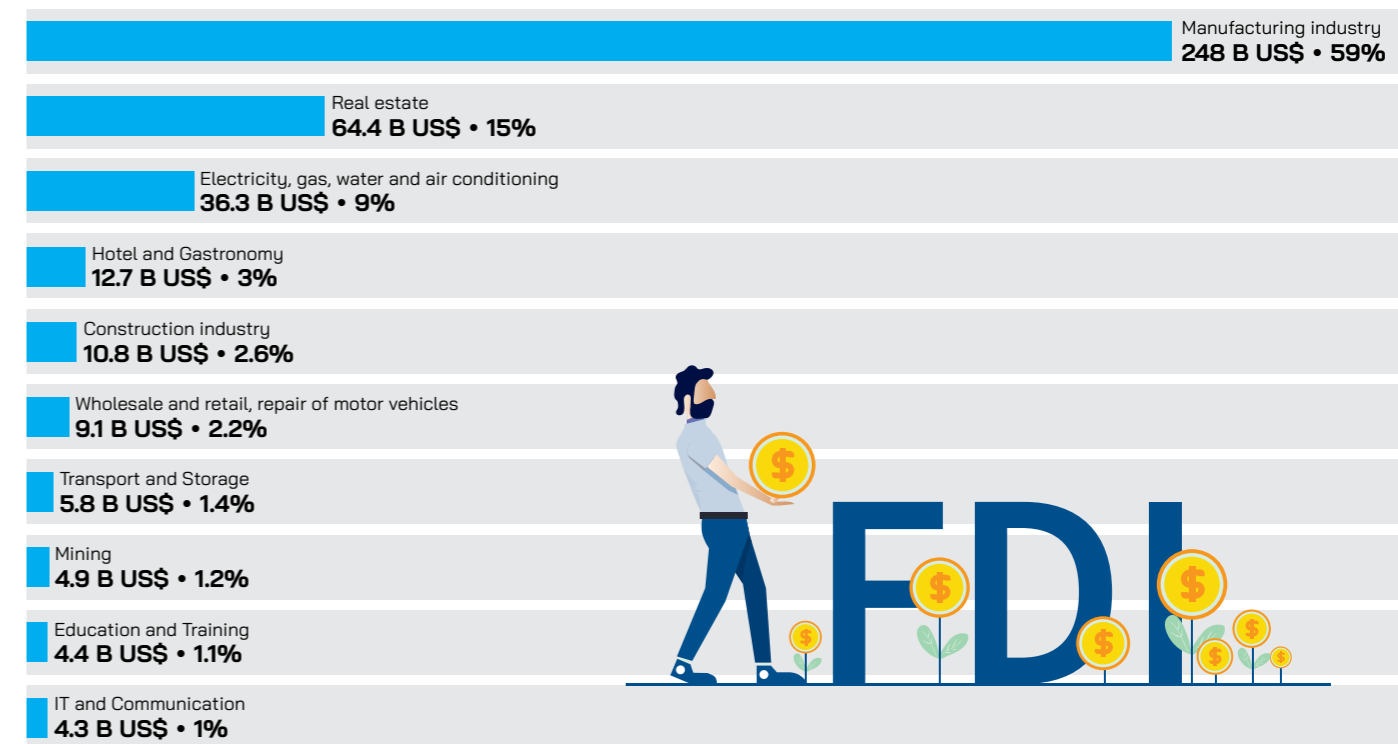 Manufacturing industry
248 B US$ • 59%
Real estate
64.4 B US$ • 15%
Electricity, gas, water and air conditioning
36.3 B US$ • 9%
Hotel and Gastronomy
12.7 B US$ • 3%
Construction industry
10.8 B US$ • 2.6%
Wholesale and retail, repair of motor vehicles
9.1 B US$ • 2.2%
Transport and Storage
5.8 B US$ • 1.4%
Mining
4.9 B US$ • 1.2%
Education and Training
4.4 B US$ • 1.1%
IT and Communication
4.3 B US$ • 1%
$
FDI
$
$
$
$
$
$
$